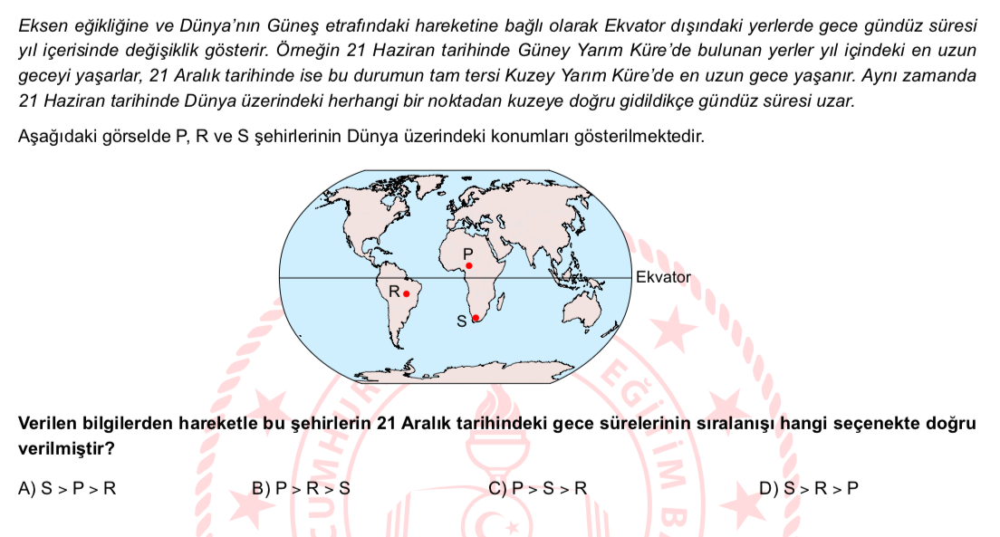 Eksen eğikliğine ve Dünya’nın Güneş etrafındaki hareketine bağlı olarak Ekvator dışındaki yerlerde gece gündüz süresi
yıl içerisinde değişiklik gösterir. Örneğin 21 Haziran tarihinde Güney Yarım Küre’de bulunan yerler yıl içindeki en uzun
geceyi yaşarlar, 21 Aralık tarihinde ise bu durumun tam tersi Kuzey Yarım Küre’de en uzun gece yaşanır. Aynı zamanda
21 Haziran tarihinde Dünya üzerindeki herhangi bir noktadan kuzeye doğru gidildikçe gündüz süresi uzar.
Aşağıdaki görselde P, R ve S şehirlerinin Dünya üzerindeki konumları gösterilmektedir.
P
Ekvator
R
S
CUMHUR
EĞİTİM BA
Verilen bilgilerden hareketle bu şehirlerin 21 Aralık tarihindeki gece sürelerinin sıralanışı hangi seçenekte doğru
verilmiştir?
A) S > P > R
B) P > R > S
C) P > S > R
D) S > R > P